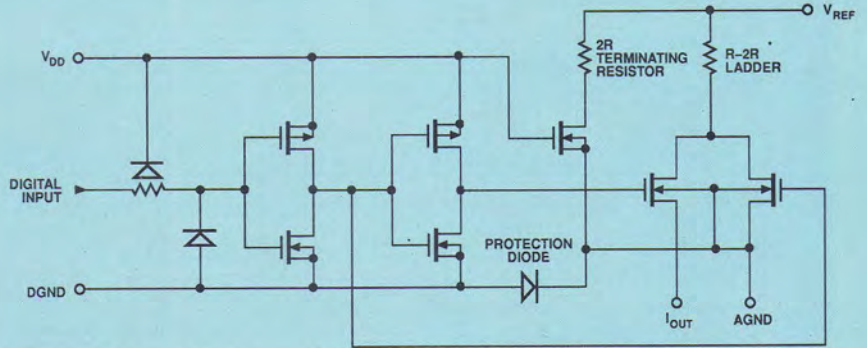 V_REF
V_DD
2R
TERMINATING
RESISTOR
R–2R
LADDER
DIGITAL
INPUT
PROTECTION
DIODE
DGND
I_OUT
AGND